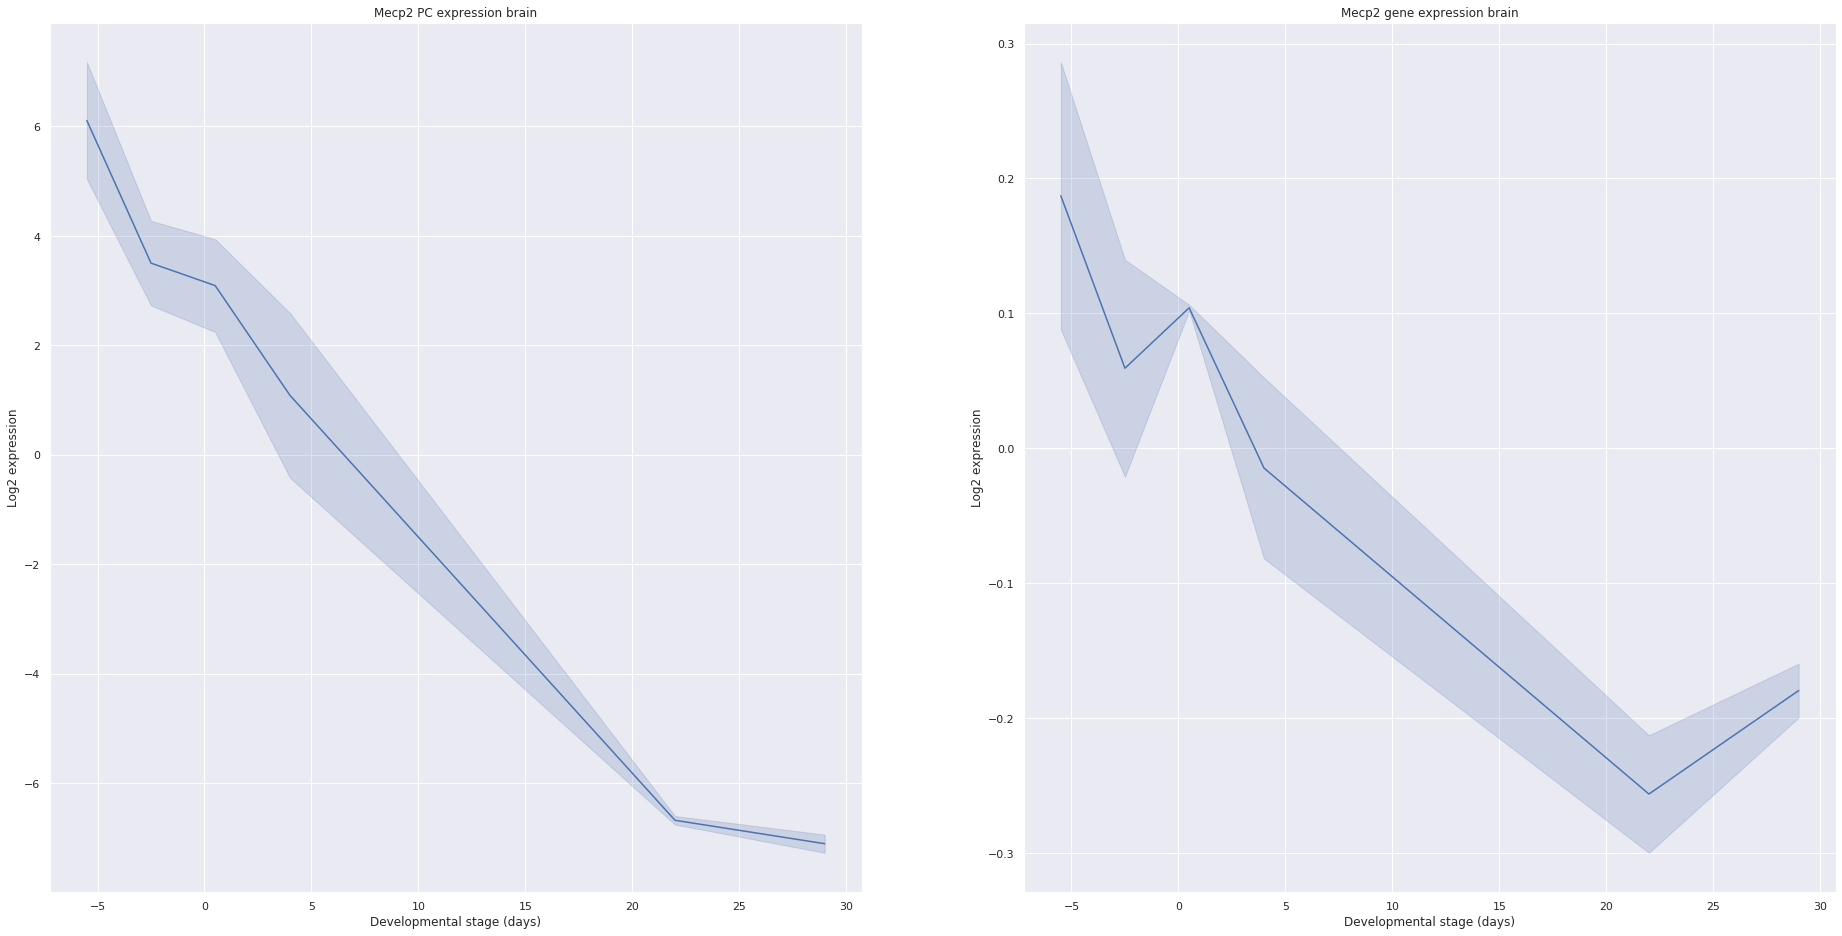 Mecp2 PC expression brain
Log2 expression
6
4
2
0
−2
−4
−6
−5 0 5 10 15 20 25 30
Developmental stage (days)
Mecp2 gene expression brain
Log2 expression
0.3
0.2
0.1
0.0
−0.1
−0.2
−0.3
−5 0 5 10 15 20 25 30
Developmental stage (days)